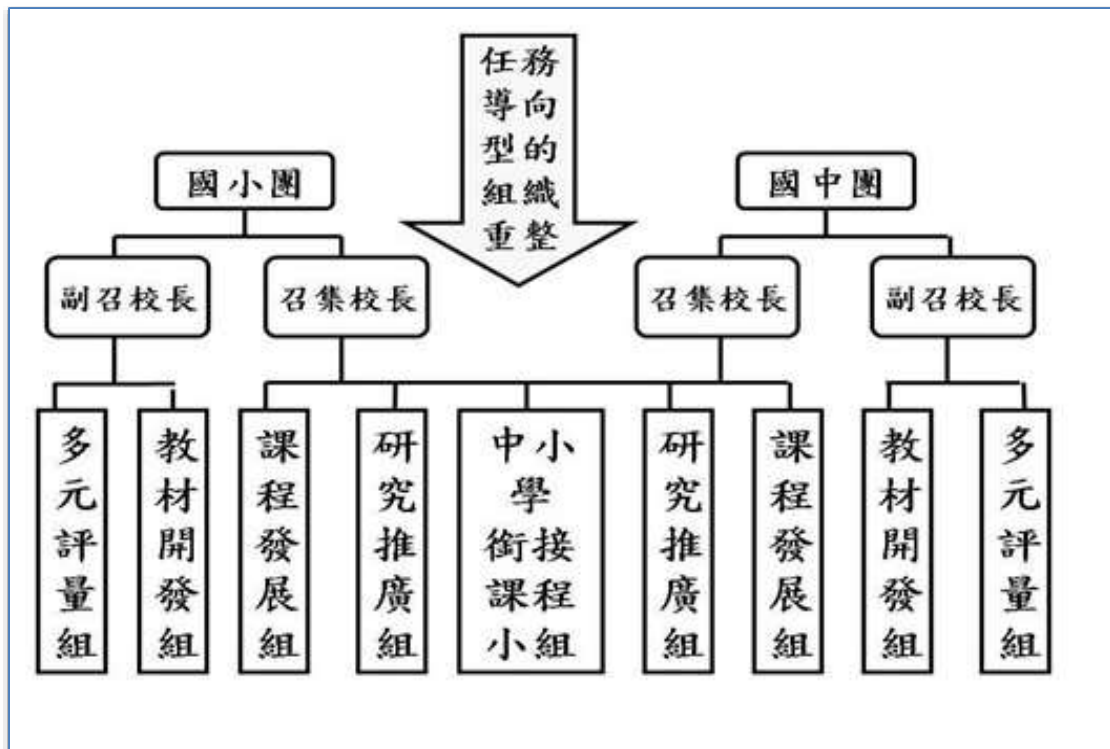 任務
導向
型的
組織
重整
國小團
國中團
副召校長
召集校長
召集校長
副召校長
多元評量組
教材開發組
課程發展組
研究推廣組
中小
學
銜接
課程
小組
研究推廣組
課程發展組
教材開發組
多元評量組